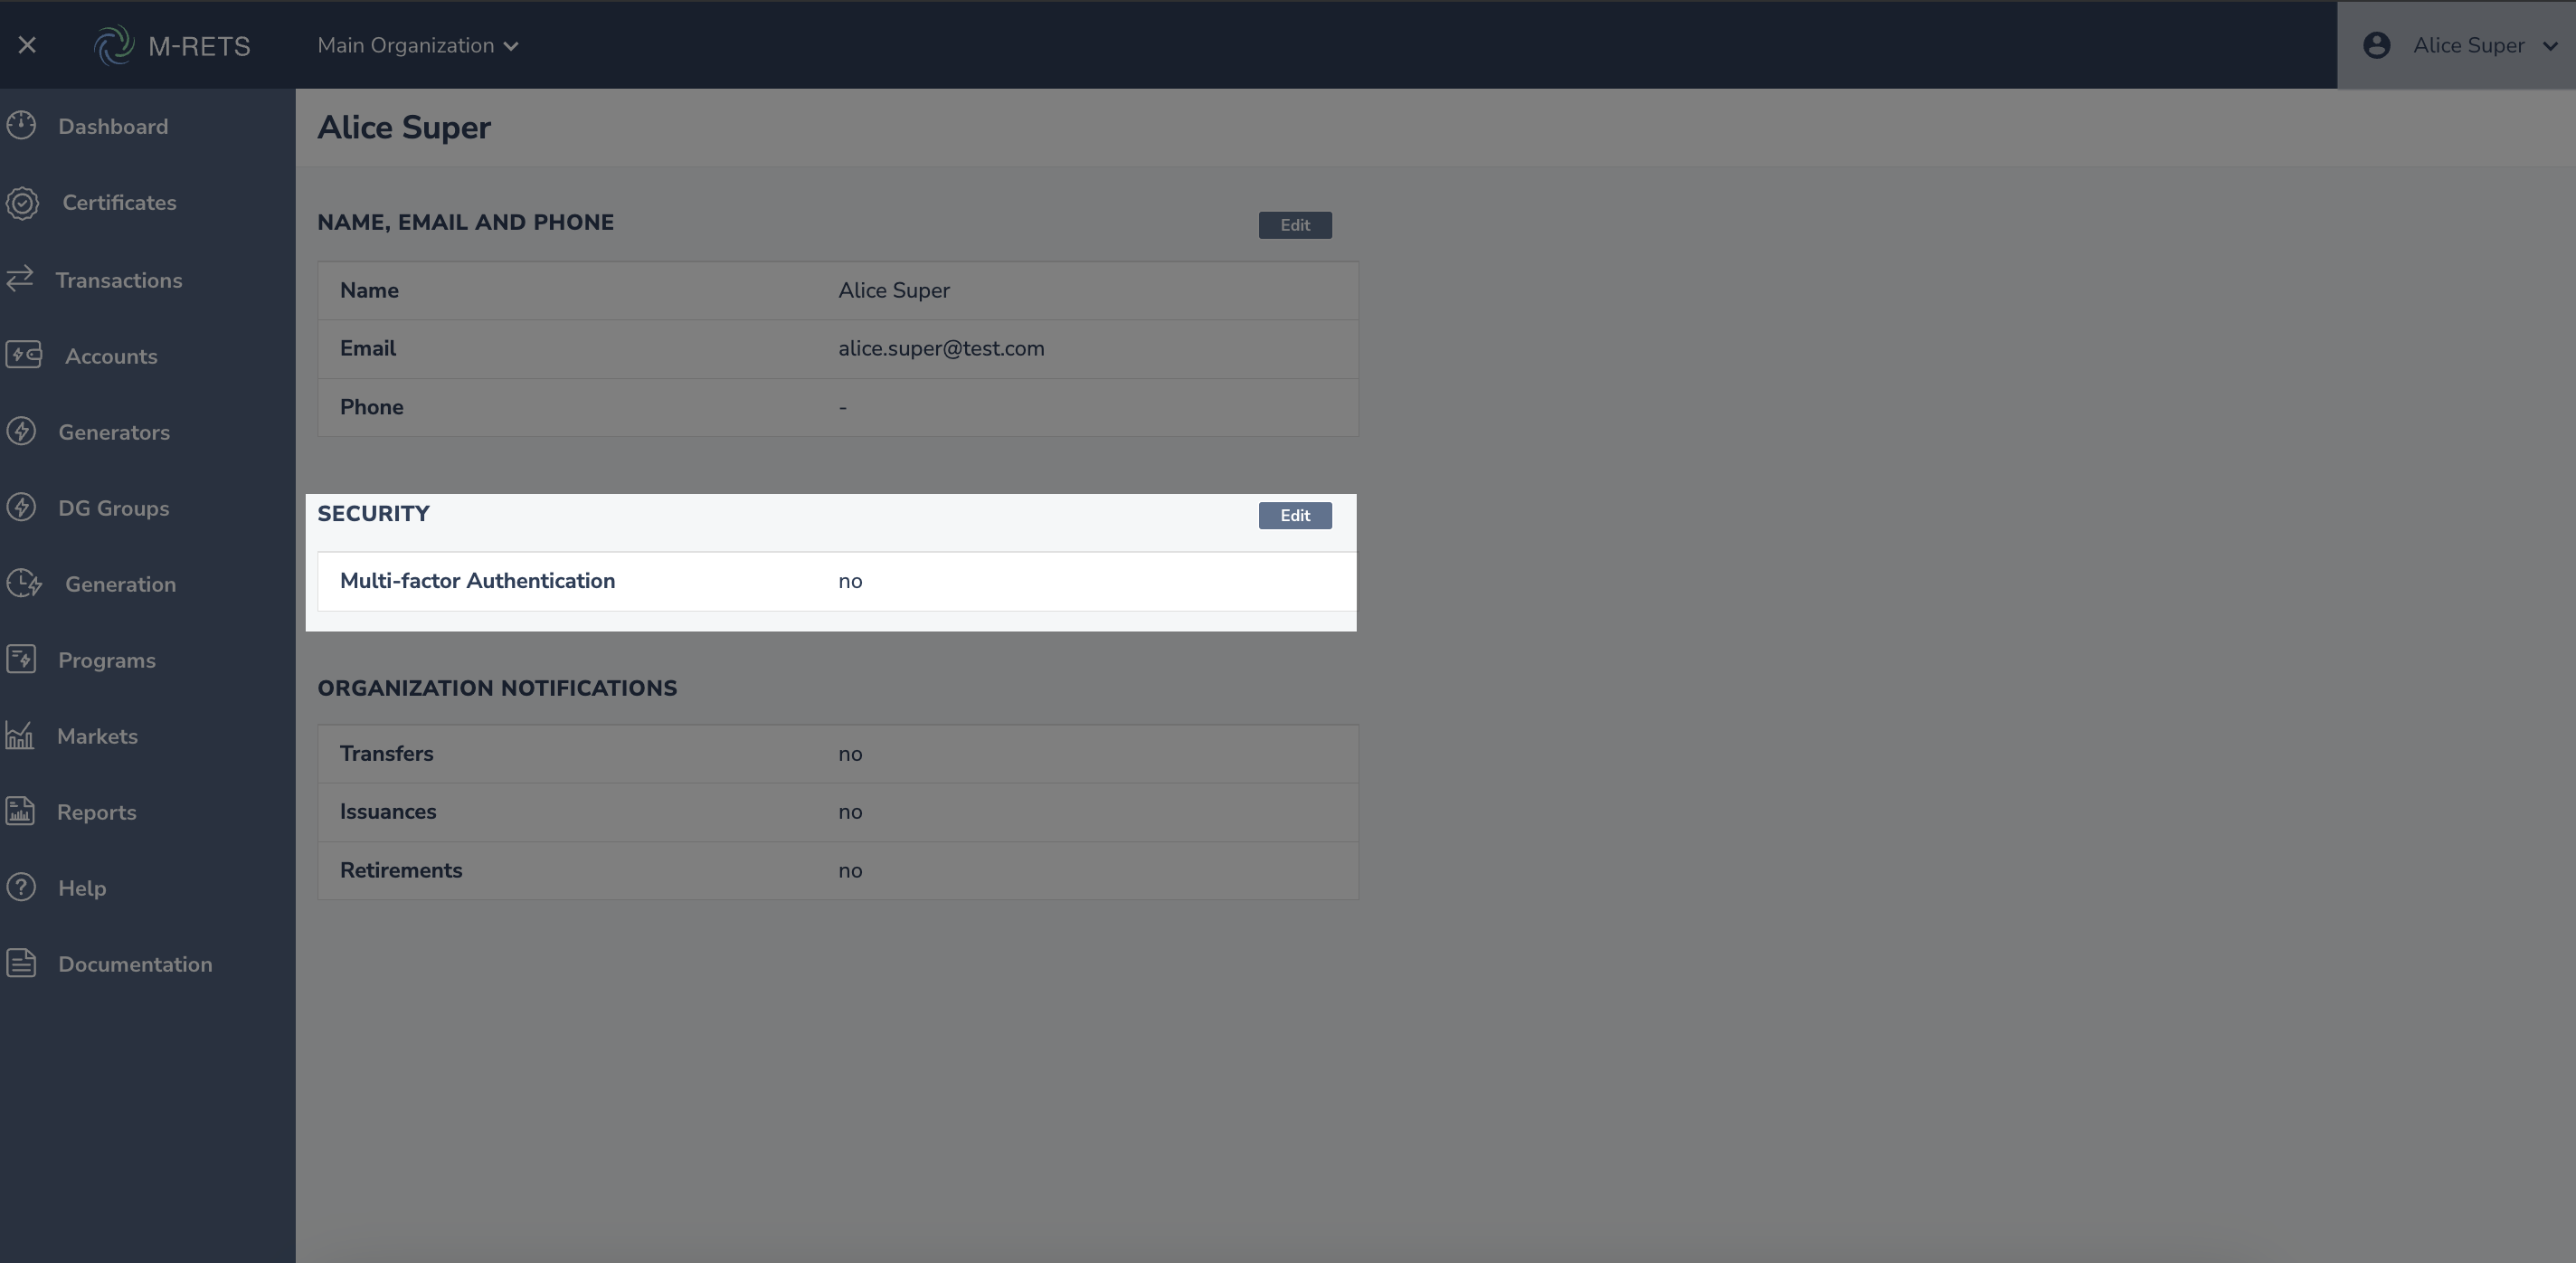 M-RETS
Main Organization
Alice Super
Dashboard
Certificates
Transactions
Accounts
Generators
DG Groups
Generation
Programs
Markets
Reports
Help
Documentation
Alice Super
NAME, EMAIL AND PHONE
Edit
Name Alice Super
Email alice.super@test.com
Phone -
SECURITY
Edit
Multi-factor Authentication no
ORGANIZATION NOTIFICATIONS
Transfers no
Issuances no
Retirements no